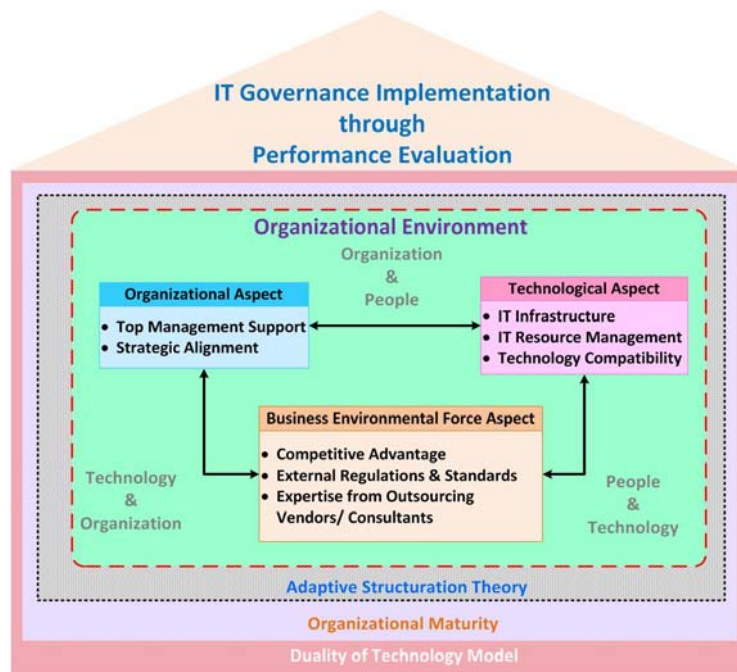 IT Governance Implementation
through
Performance Evaluation
Organizational Environment
Organization
&
People
Organizational Aspect
• Top Management Support
• Strategic Alignment
Technological Aspect
• IT Infrastructure
• IT Resource Management
• Technology Compatibility
Business Environmental Force Aspect
• Competitive Advantage
• External Regulations & Standards
• Expertise from Outsourcing
Vendors/ Consultants
Technology
&
Organization
People
&
Technology
Adaptive Structuration Theory
Organizational Maturity
Duality of Technology Model